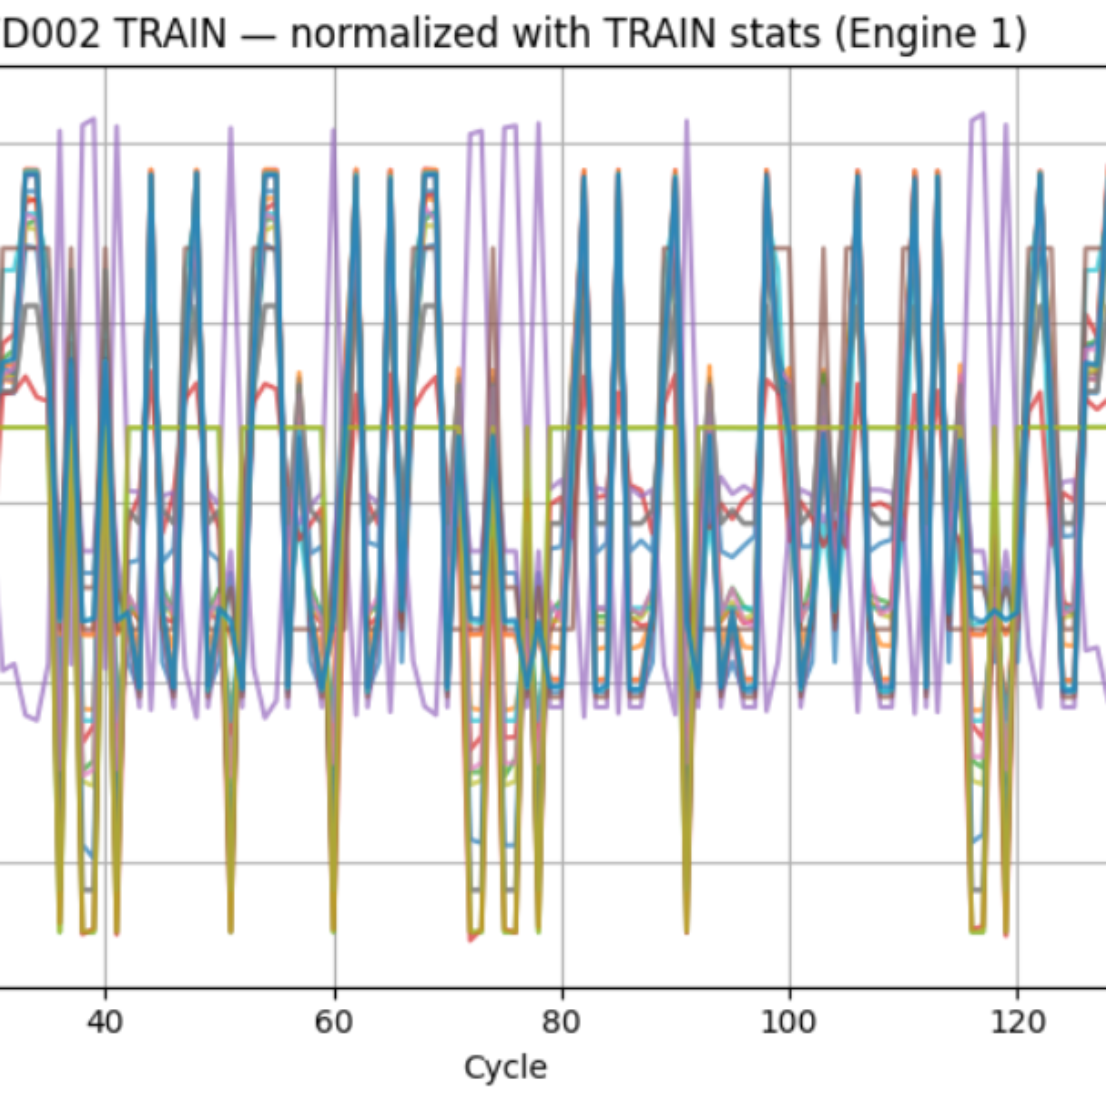 D002 TRAIN — normalized with TRAIN stats (Engine 1)
40 60 80 100 120
Cycle